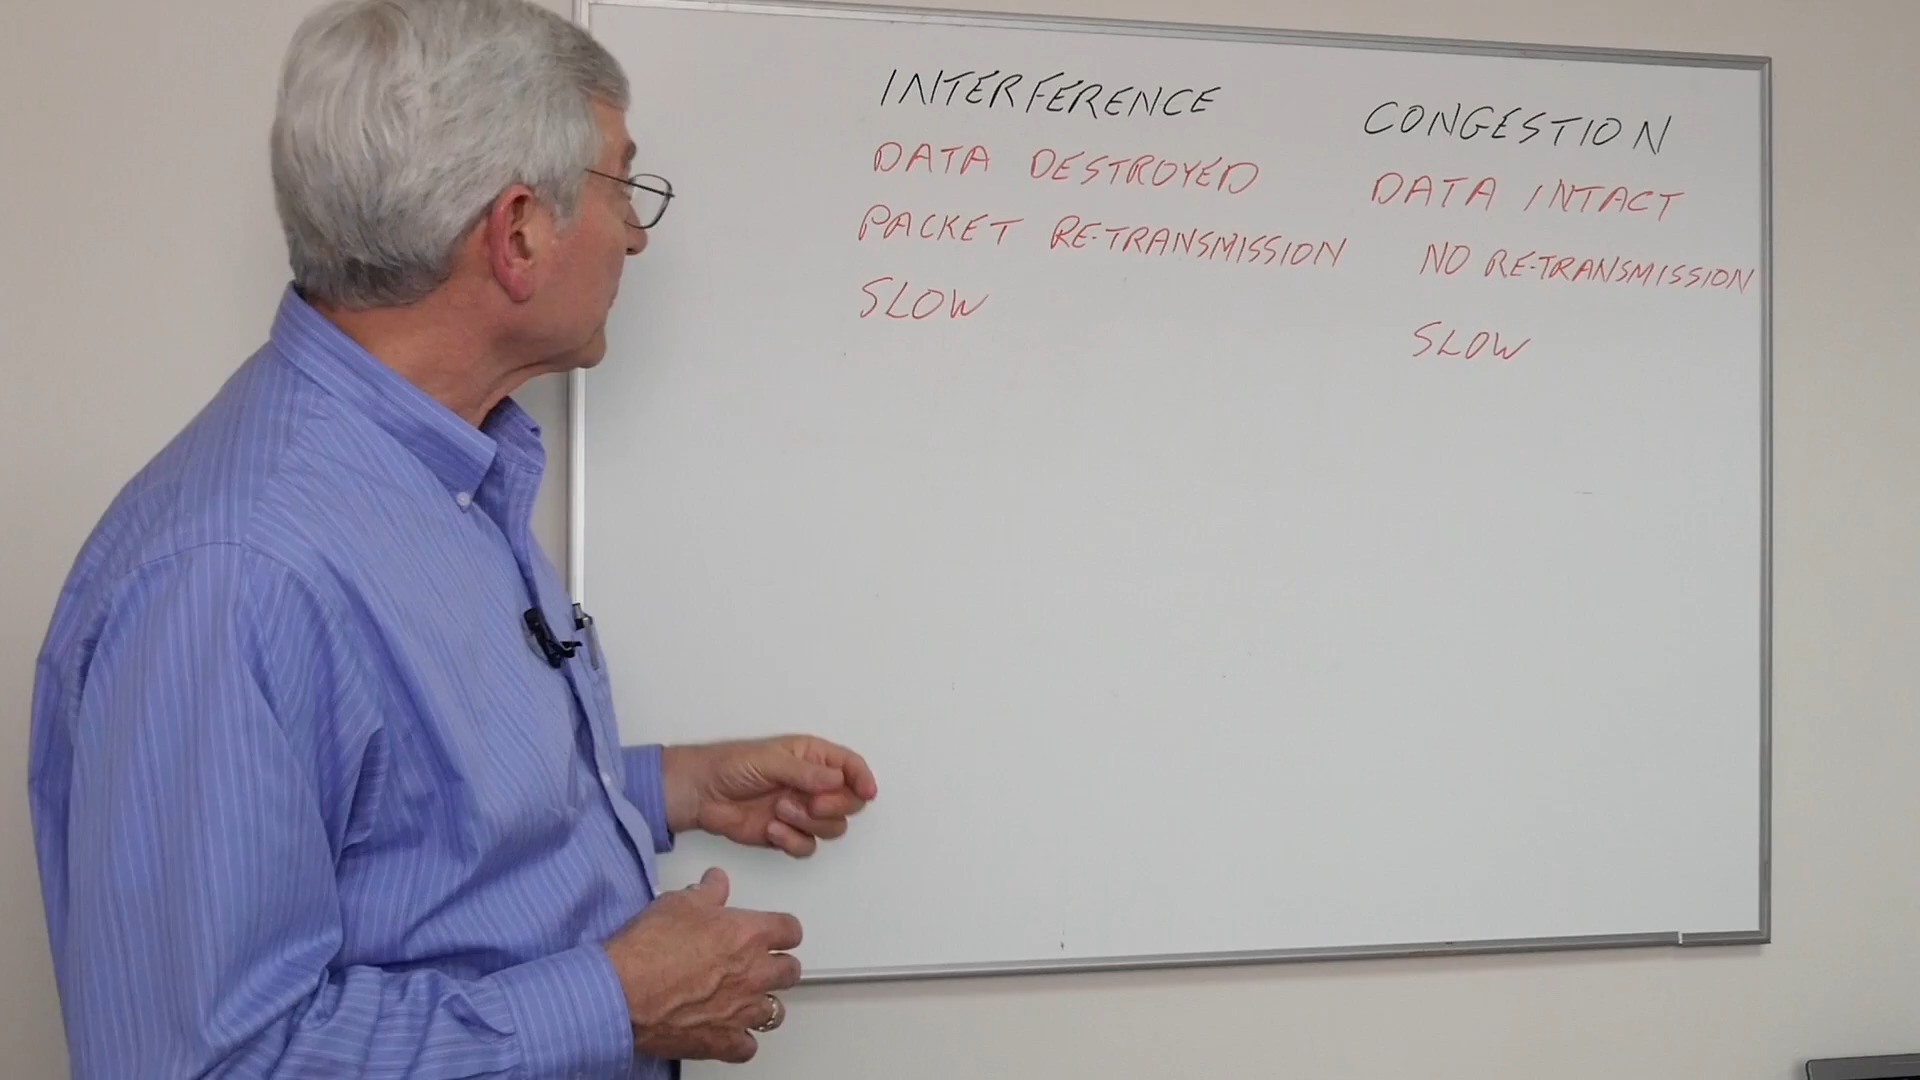 INTERFERENCE
DATA DESTROYED
PACKET RE-TRANSMISSION
SLOW
CONGESTION
DATA INTACT
NO RE-TRANSMISSION
SLOW